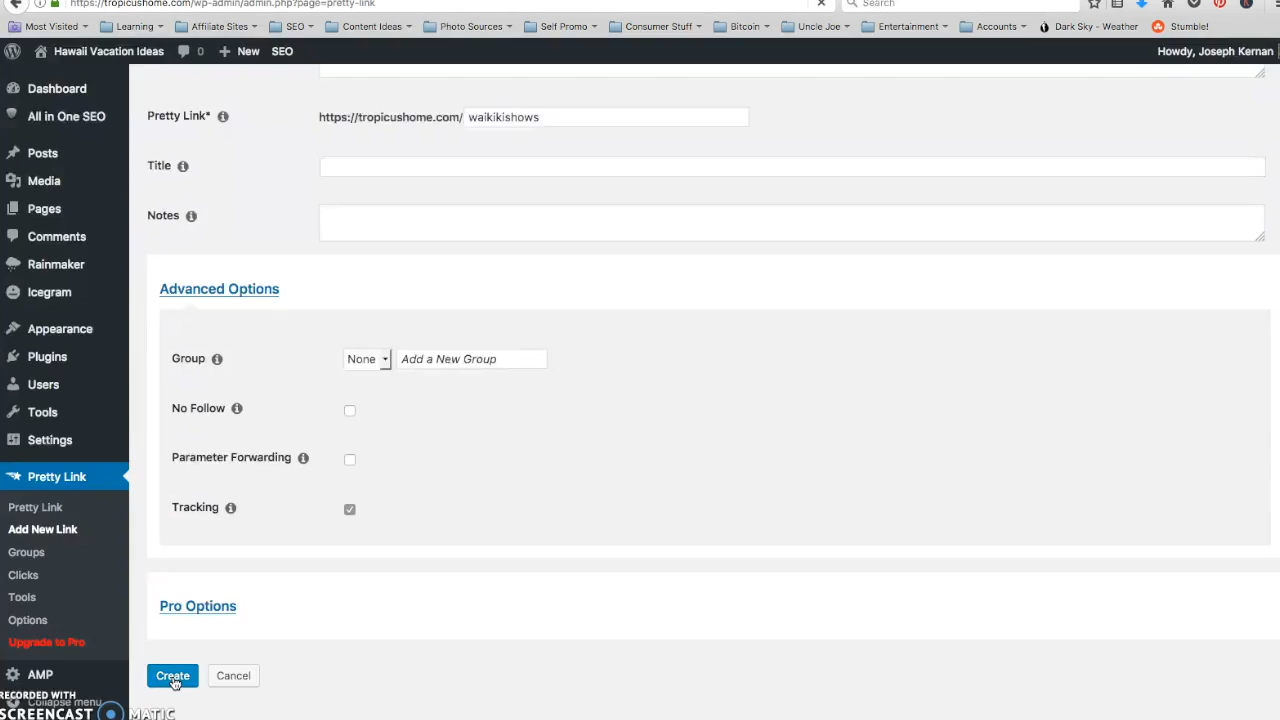 https://tropicushome.com/wp-admin/admin.php?page=pretty-link
Search
Most Visited
Learning
Affiliate Sites
SEO
Content Ideas
Photo Sources
Self Promo
Consumer Stuff
Bitcoin
Uncle Joe
Entertainment
Accounts
Dark Sky - Weather
Stumble!
Hawaii Vacation Ideas
0
New
SEO
Howdy, Joseph Kernan
Dashboard
All in One SEO
Posts
Media
Pages
Comments
Rainmaker
Icegram
Appearance
Plugins
Users
Tools
Settings
Pretty Link
Pretty Link
Add New Link
Groups
Clicks
Tools
Options
Upgrade to Pro
AMP
Collapse menu
Pretty Link*
https://tropicushome.com/ waikikishows
Title
Notes
Advanced Options
Group
None
Add a New Group
No Follow
Parameter Forwarding
Tracking
Pro Options
Create
Cancel
RECORDED WITH
SCREENCAST MATIC